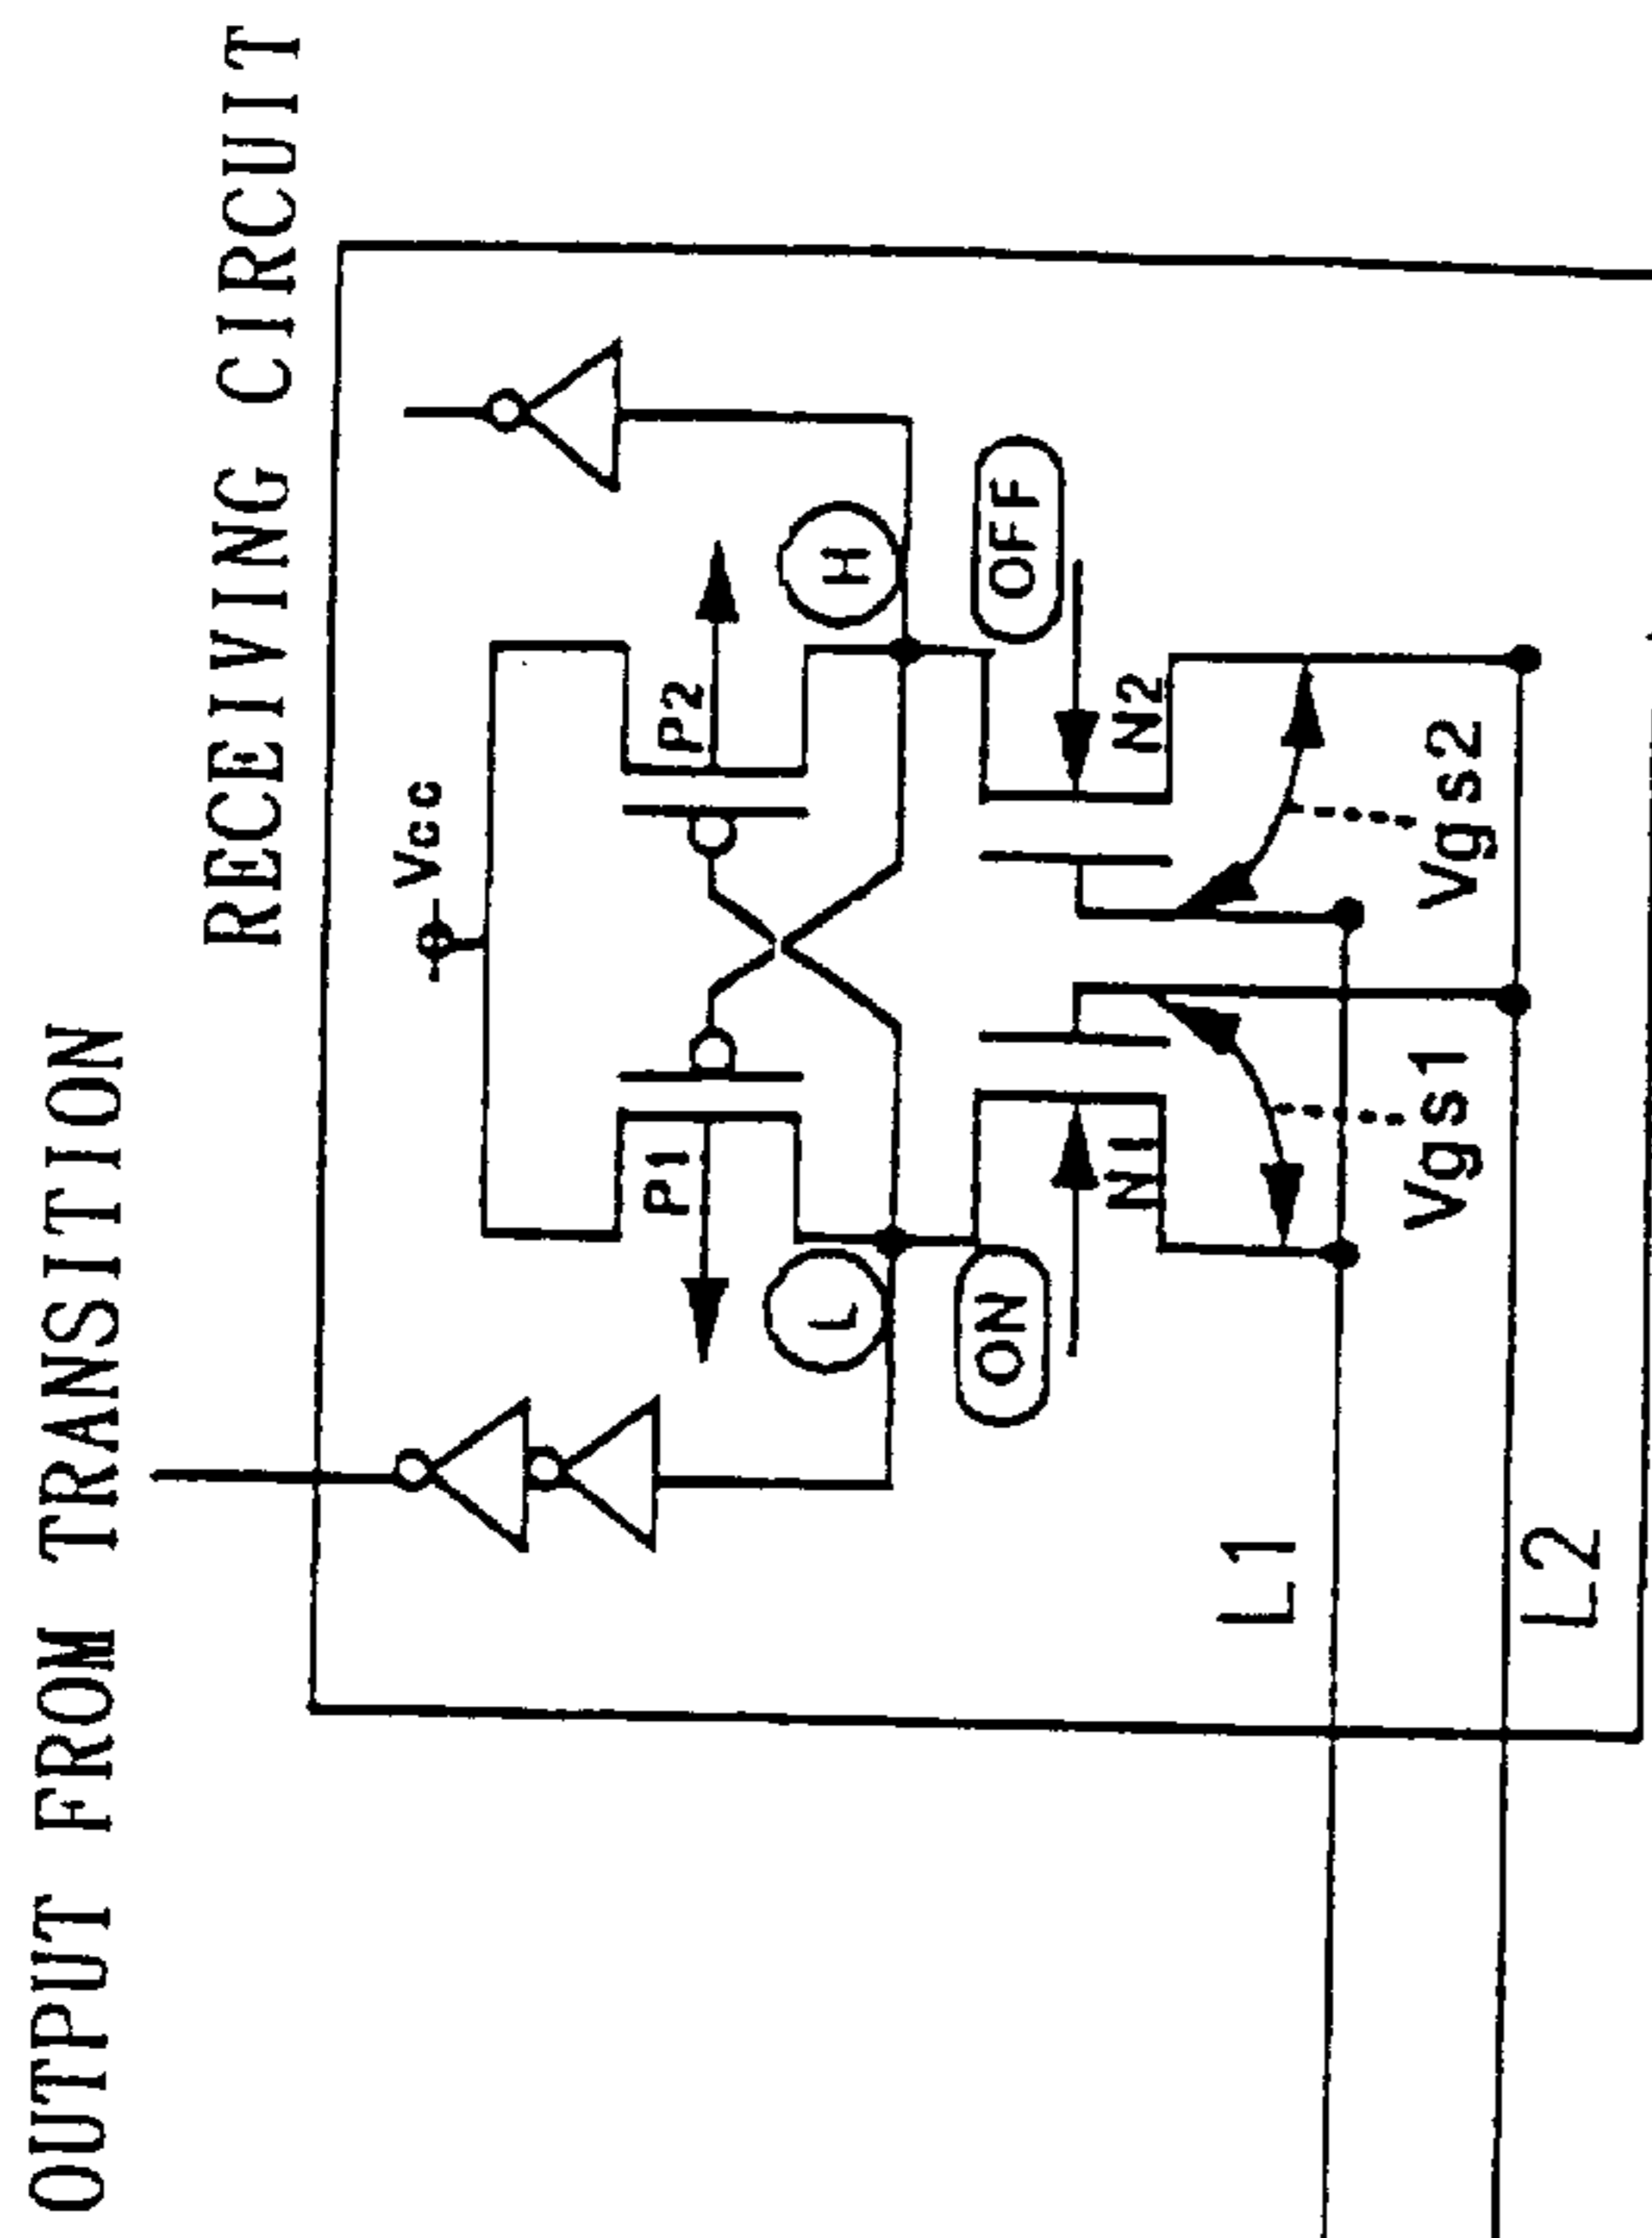 OUTPUT FROM TRANSITION
RECEIVING CIRCUIT
Vcc
P1
P2
L
H
ON
OFF
N1
N2
Vgs1
Vgs2
L1
L2